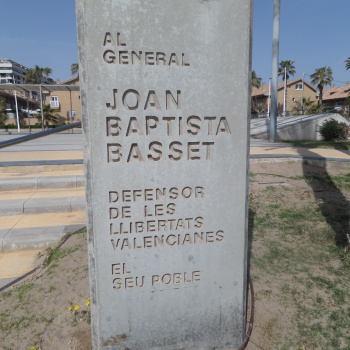 AL
GENERAL
JOAN
BAPTISTA
BASSET
DEFENSOR
DE LES
LLIBERTATS
VALENCIANES
EL
SEU POBLE